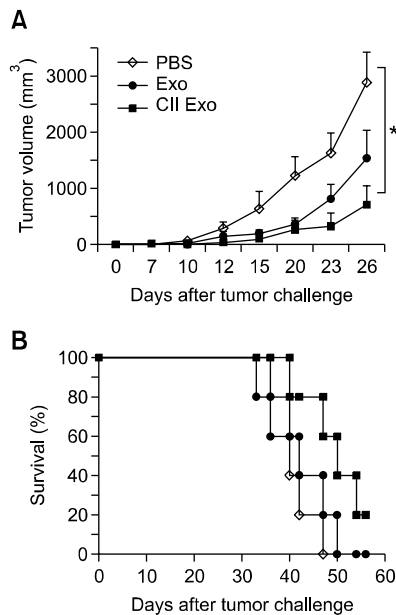 A
Tumor volume (mm³)
3000
2000
1000
0
PBS
Exo
CII Exo
*
0 7 10 12 15 20 23 26
Days after tumor challenge
B
Survival (%)
100
80
60
40
20
0
0 10 20 30 40 50 60
Days after tumor challenge